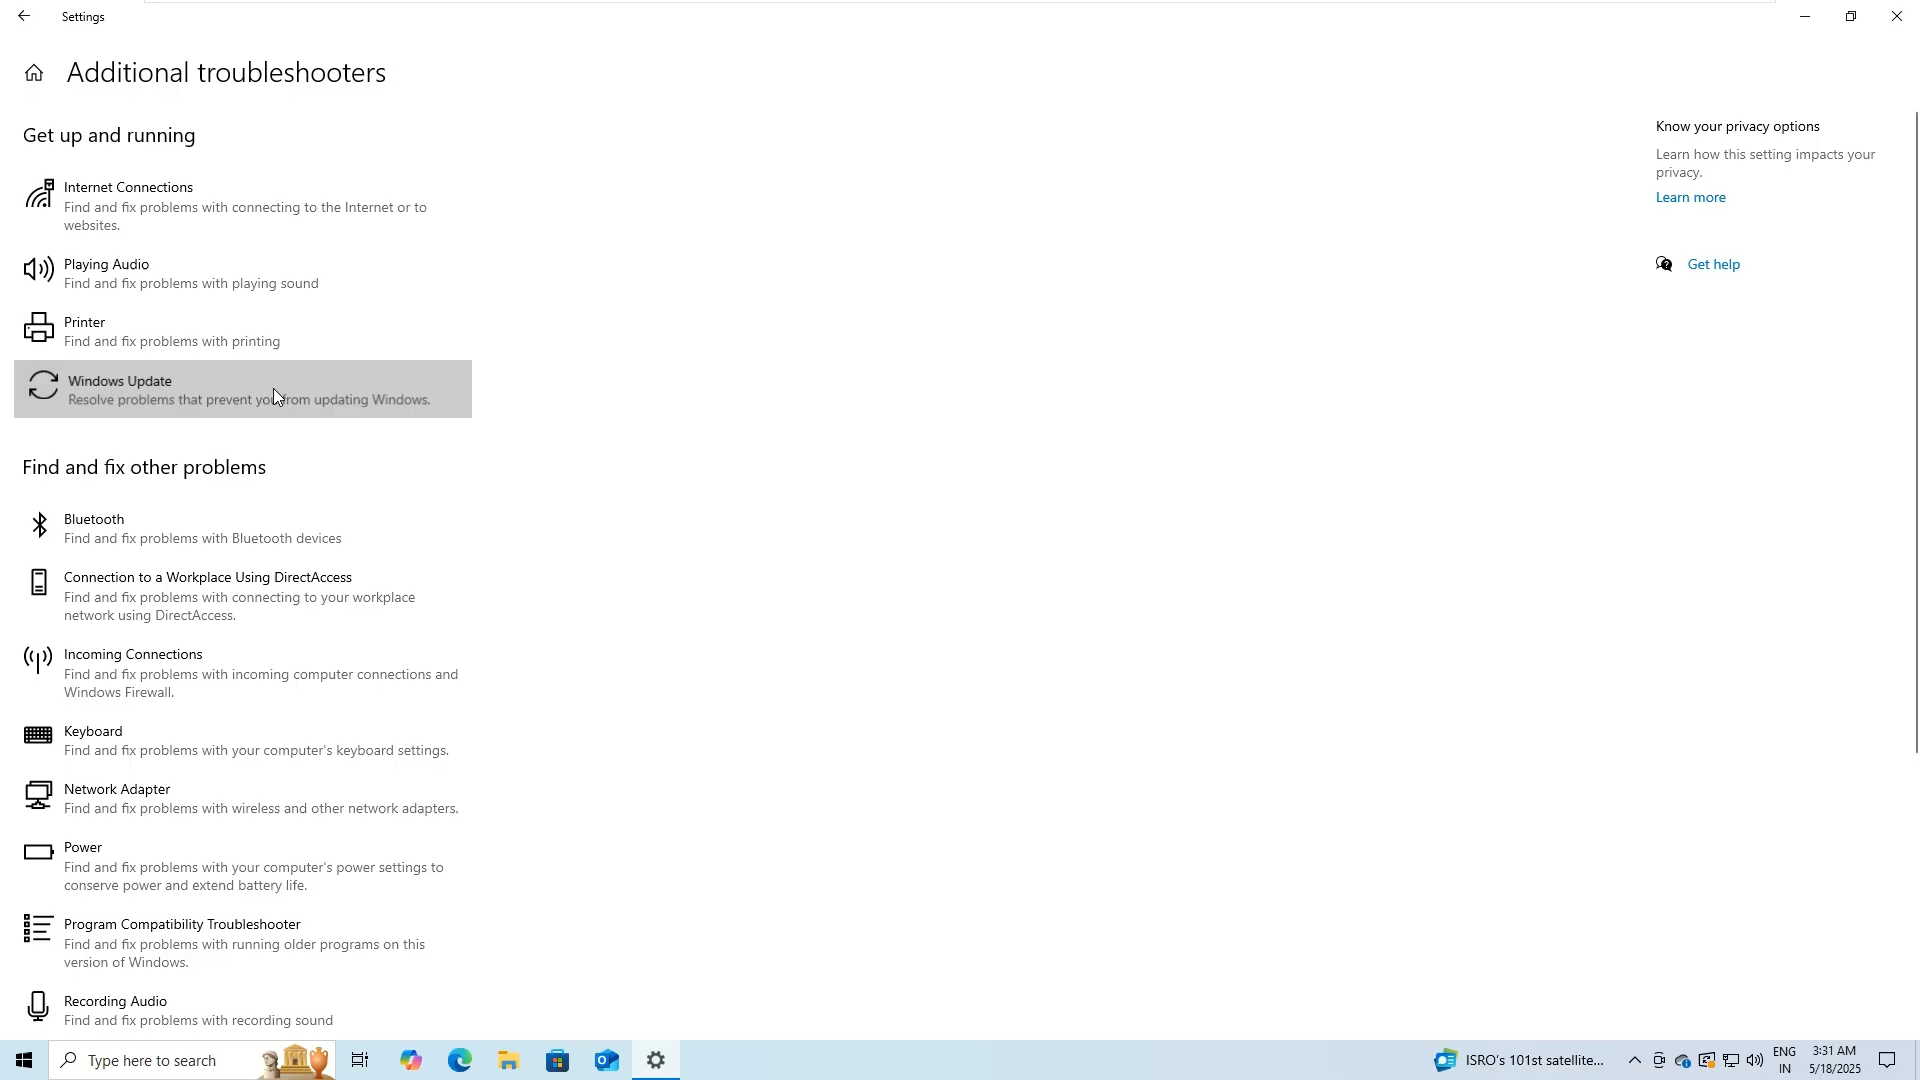 Settings
Additional troubleshooters
Get up and running
Internet Connections
Find and fix problems with connecting to the Internet or to
websites.
Playing Audio
Find and fix problems with playing sound
Printer
Find and fix problems with printing
Windows Update
Resolve problems that prevent you from updating Windows.
Find and fix other problems
Bluetooth
Find and fix problems with Bluetooth devices
Connection to a Workplace Using DirectAccess
Find and fix problems with connecting to your workplace
network using DirectAccess.
Incoming Connections
Find and fix problems with incoming computer connections and
Windows Firewall.
Keyboard
Find and fix problems with your computer's keyboard settings.
Network Adapter
Find and fix problems with wireless and other network adapters.
Power
Find and fix problems with your computer's power settings to
conserve power and extend battery life.
Program Compatibility Troubleshooter
Find and fix problems with running older programs on this
version of Windows.
Recording Audio
Find and fix problems with recording sound
Know your privacy options
Learn how this setting impacts your
privacy.
Learn more
Get help
Type here to search
ISRO's 101st satellite...
ENG
IN
3:31 AM
5/18/2025